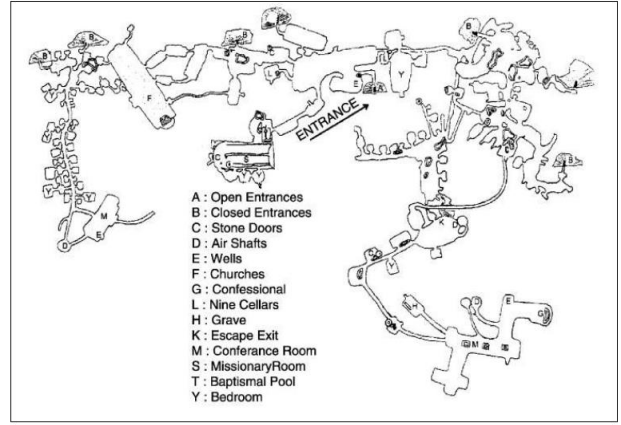 B
B
B
B
Y
F
L
E
Y
ENTRANCE
S
B
A : Open Entrances
B : Closed Entrances
C : Stone Doors
D : Air Shafts
E : Wells
F : Churches
G : Confessional
L : Nine Cellars
H : Grave
K : Escape Exit
M : Conferance Room
S : MissionaryRoom
T : Baptismal Pool
Y : Bedroom
M
E
D
K
Y
H
E
G
M